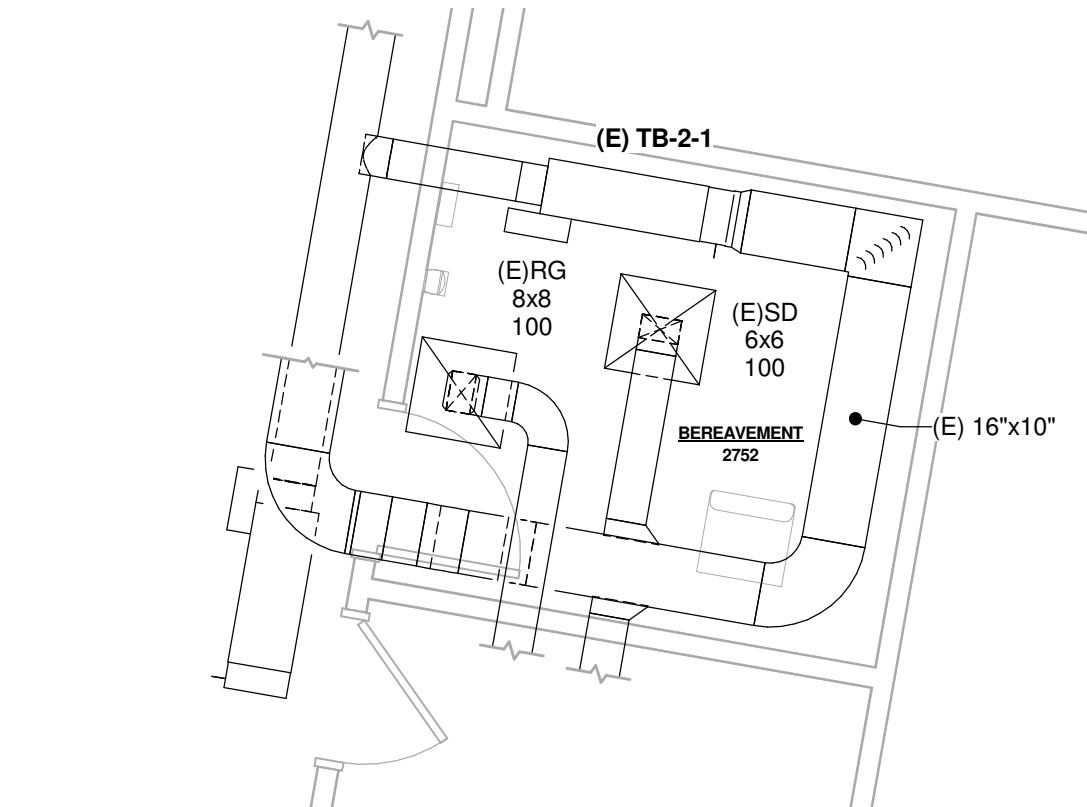 (E) TB-2-1
(E)RG
8x8
100
(E)SD
6x6
100
BEREAVEMENT
2752
(E) 16"x10"